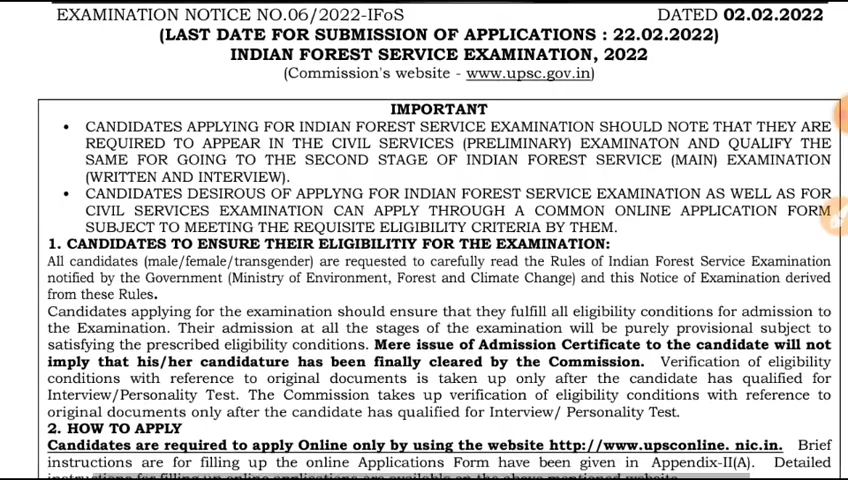 EXAMINATION NOTICE NO.06/2022-IFoS DATED 02.02.2022
(LAST DATE FOR SUBMISSION OF APPLICATIONS : 22.02.2022)
INDIAN FOREST SERVICE EXAMINATION, 2022
(Commission's website - www.upsc.gov.in)
IMPORTANT
• CANDIDATES APPLYING FOR INDIAN FOREST SERVICE EXAMINATION SHOULD NOTE THAT THEY ARE
REQUIRED TO APPEAR IN THE CIVIL SERVICES (PRELIMINARY) EXAMINATON AND QUALIFY THE
SAME FOR GOING TO THE SECOND STAGE OF INDIAN FOREST SERVICE (MAIN) EXAMINATION
(WRITTEN AND INTERVIEW).
• CANDIDATES DESIROUS OF APPLYNG FOR INDIAN FOREST SERVICE EXAMINATION AS WELL AS FOR
CIVIL SERVICES EXAMINATION CAN APPLY THROUGH A COMMON ONLINE APPLICATION FORM
SUBJECT TO MEETING THE REQUISITE ELIGIBILITY CRITERIA BY THEM.
1. CANDIDATES TO ENSURE THEIR ELIGIBILITIY FOR THE EXAMINATION:
All candidates (male/female/transgender) are requested to carefully read the Rules of Indian Forest Service Examination
notified by the Government (Ministry of Environment, Forest and Climate Change) and this Notice of Examination derived
from these Rules.
Candidates applying for the examination should ensure that they fulfill all eligibility conditions for admission to
the Examination. Their admission at all the stages of the examination will be purely provisional subject to
satisfying the prescribed eligibility conditions. Mere issue of Admission Certificate to the candidate will not
imply that his/her candidature has been finally cleared by the Commission. Verification of eligibility
conditions with reference to original documents is taken up only after the candidate has qualified for
Interview/Personality Test. The Commission takes up verification of eligibility conditions with reference to
original documents only after the candidate has qualified for Interview/ Personality Test.
2. HOW TO APPLY
Candidates are required to apply Online only by using the website http://www.upsconline. nic.in. Brief
instructions are for filling up the online Applications Form have been given in Appendix-II(A). Detailed
instructions for filling up online applications are available on the above mentioned website.